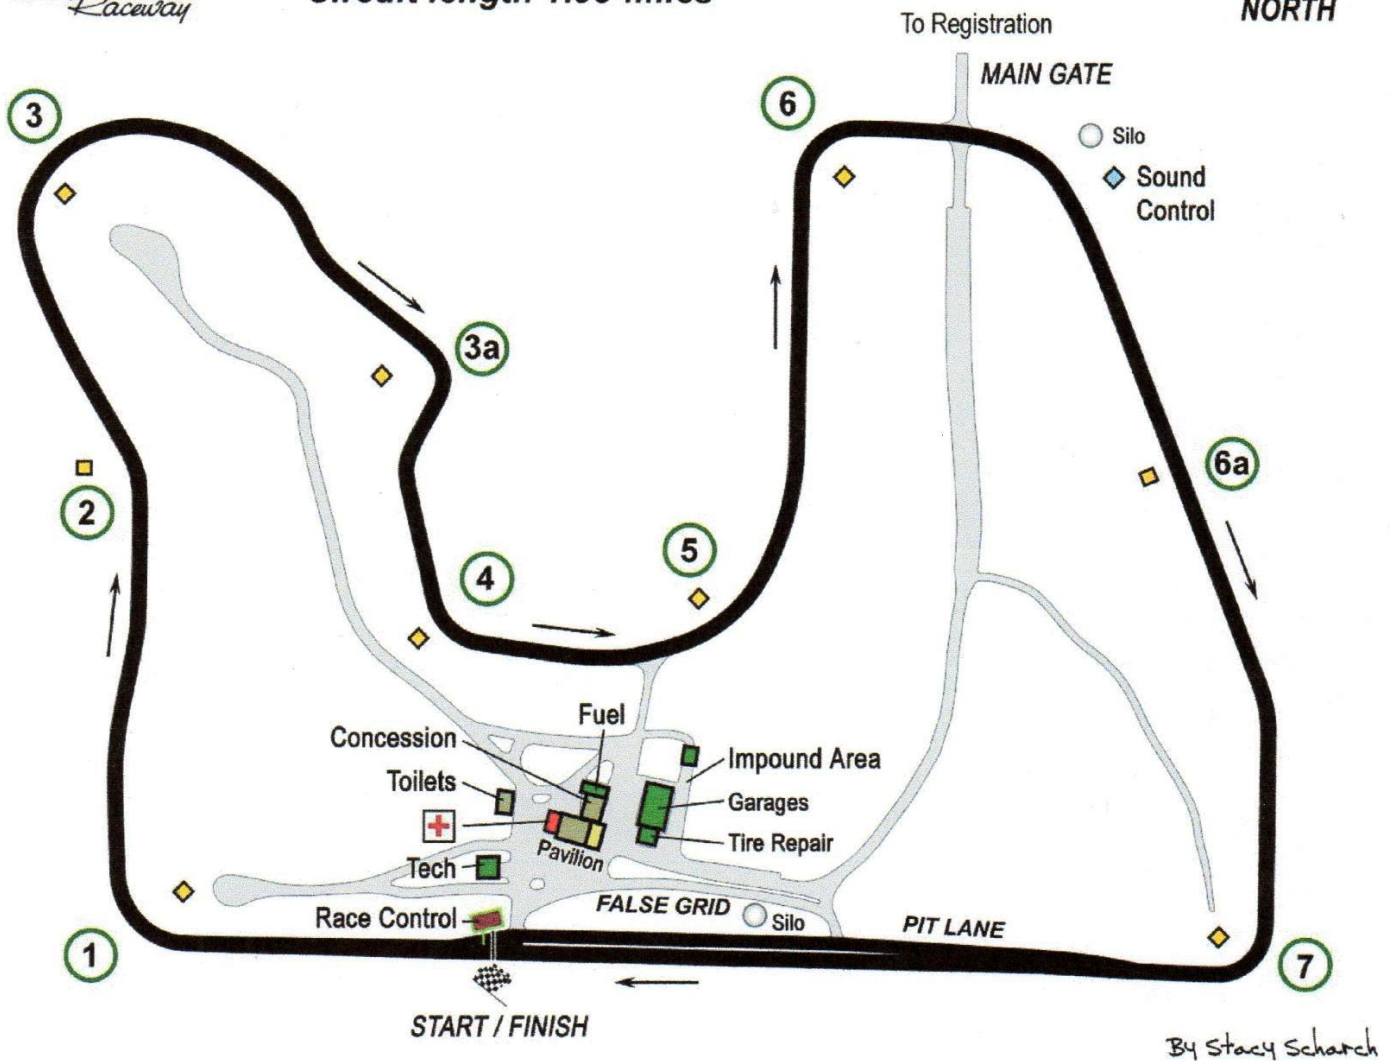 Raceway
NORTH
To Registration
MAIN GATE
3
6
Silo
Sound
Control
3a
6a
2
5
4
Fuel
Concession
Impound Area
Toilets
Garages
Tire Repair
Pavilion
Tech
FALSE GRID
Race Control
Silo
PIT LANE
1
7
START / FINISH
By Stacy Scharch